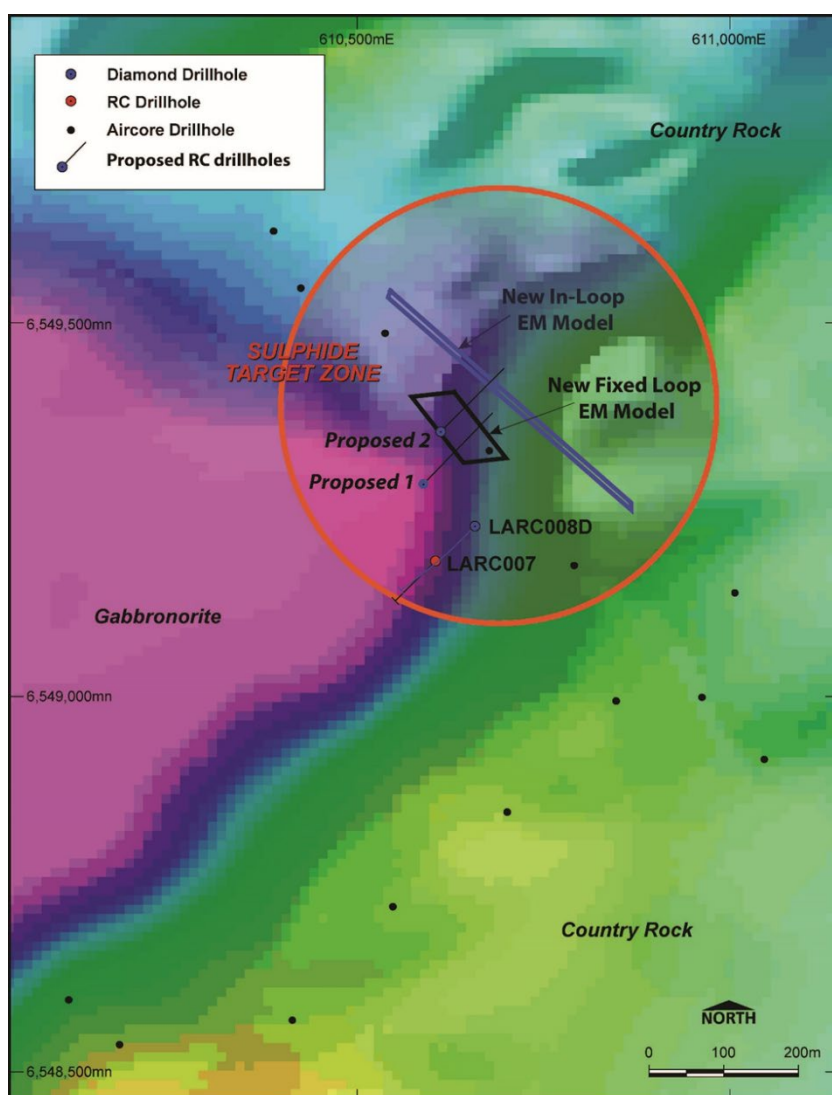 610,500mE
611,000mE
Diamond Drillhole
RC Drillhole
Aircore Drillhole
Proposed RC drillholes
Country Rock
6,549,500mn
New In-Loop
EM Model
SULPHIDE
TARGET ZONE
New Fixed Loop
EM Model
Proposed 2
Proposed 1
LARC008D
LARC007
Gabbronorite
6,549,000mn
Country Rock
NORTH
0 100 200m
6,548,500mn